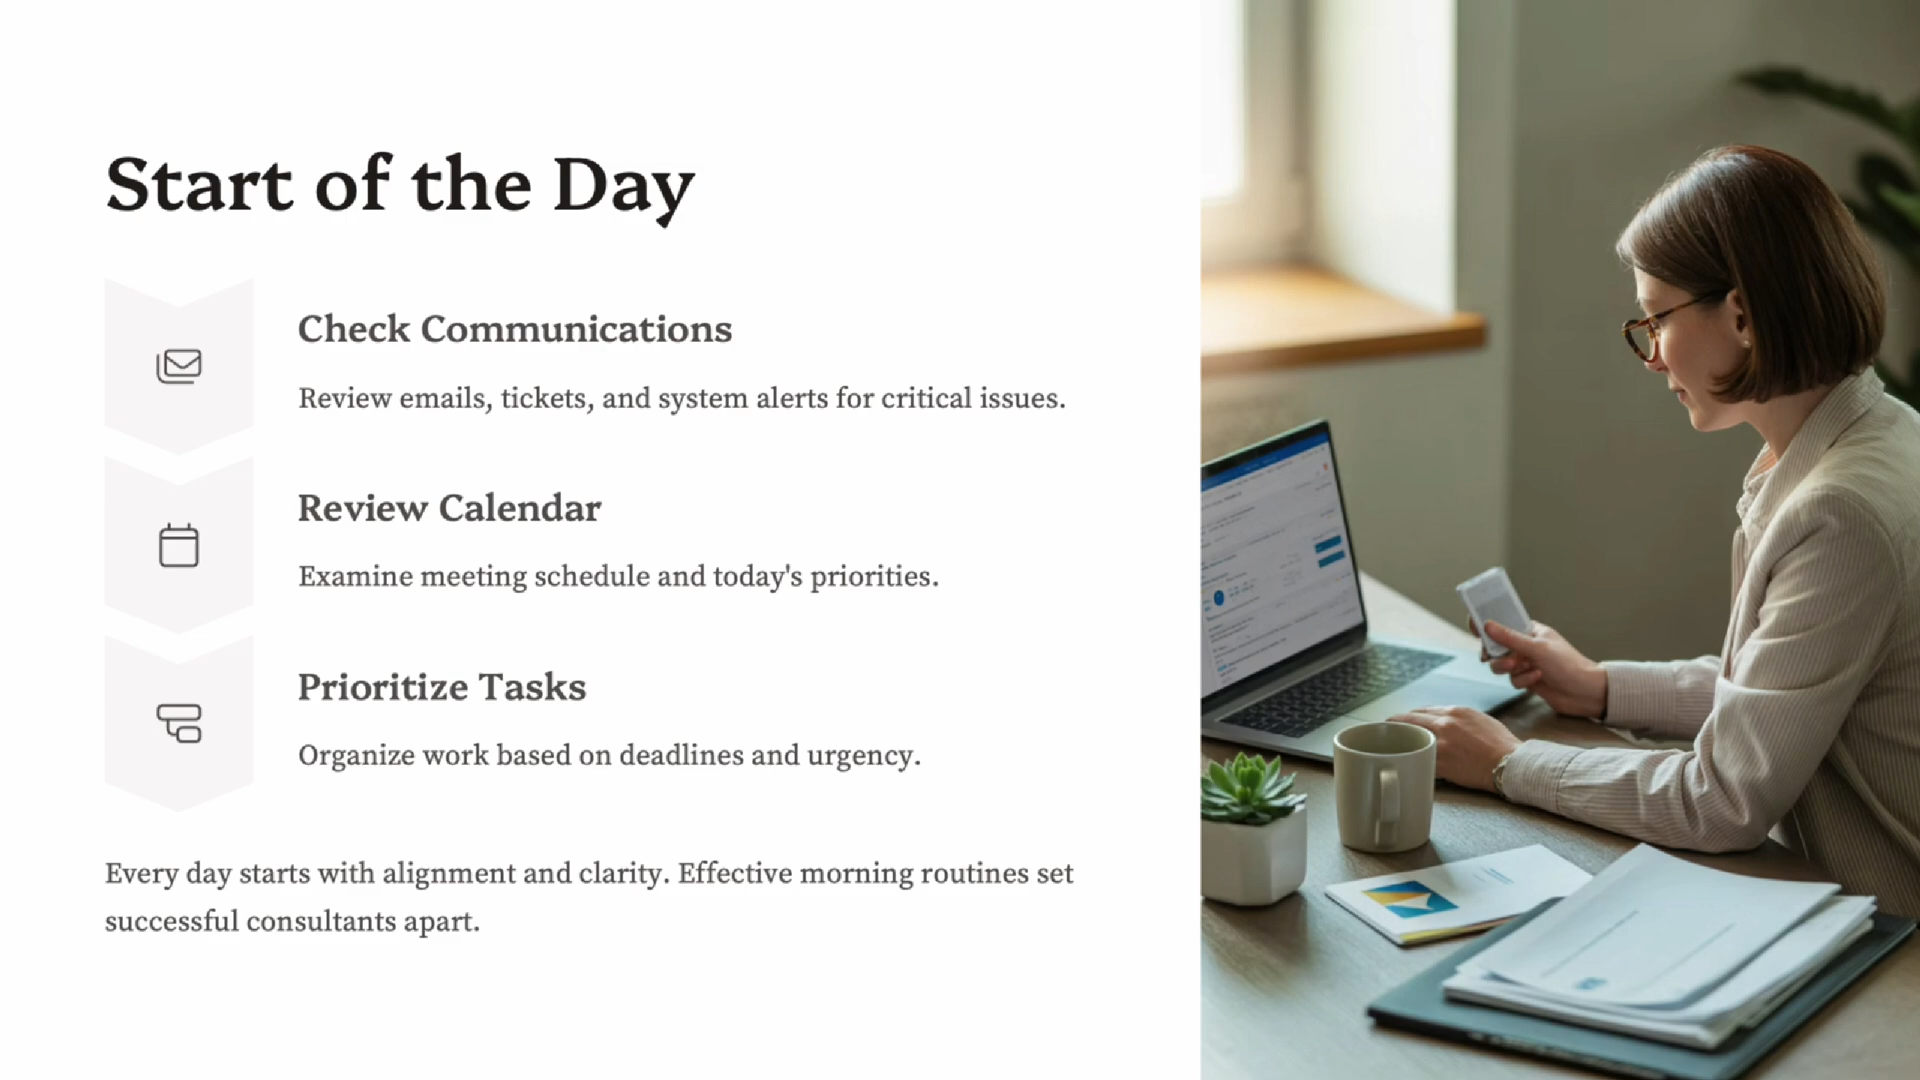 Start of the Day
Check Communications
Review emails, tickets, and system alerts for critical issues.
Review Calendar
Examine meeting schedule and today's priorities.
Prioritize Tasks
Organize work based on deadlines and urgency.
Every day starts with alignment and clarity. Effective morning routines set
successful consultants apart.